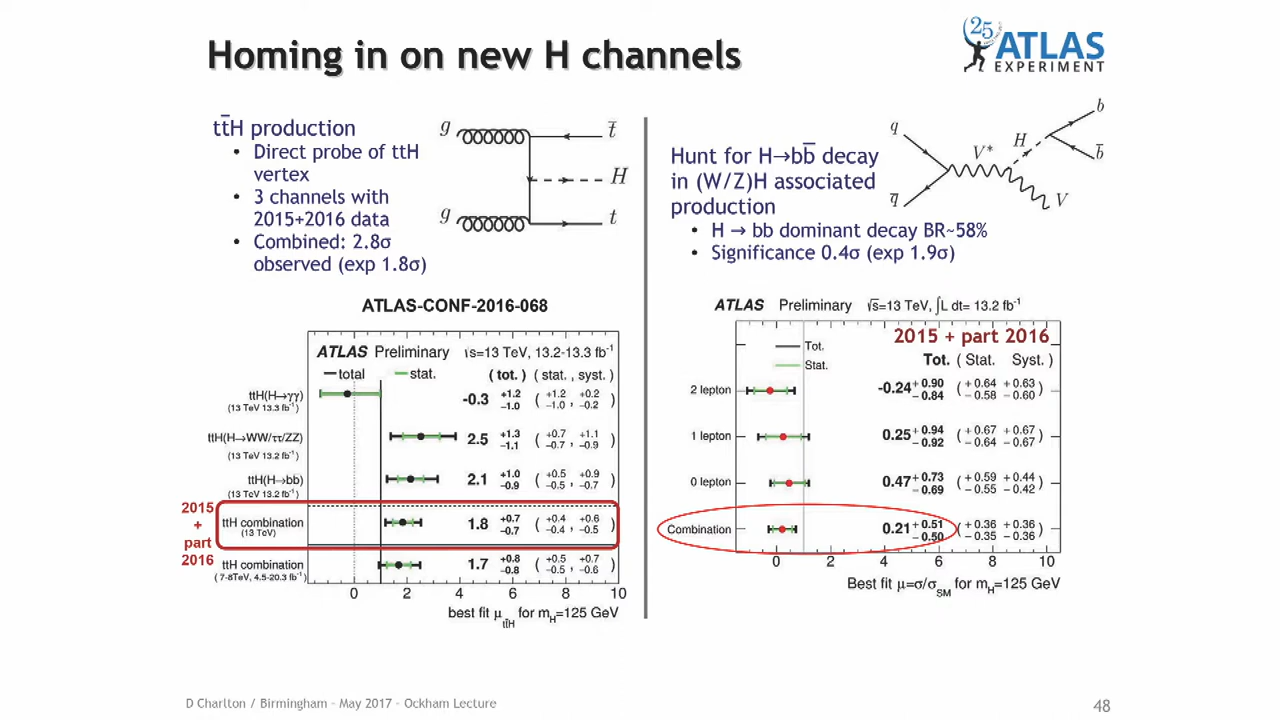 Homing in on new H channels
25
ATLAS
EXPERIMENT
tt̄H production
• Direct probe of ttH
vertex
• 3 channels with
2015+2016 data
• Combined: 2.8σ
observed (exp 1.8σ)
g
t̄
H
g
t
Hunt for H→bb̄ decay
in (W/Z)H associated
production
• H → bb dominant decay BR~58%
• Significance 0.4σ (exp 1.9σ)
q
q̄
V*
H
b
b̄
V
ATLAS-CONF-2016-068
ATLAS Preliminary √s=13 TeV, 13.2-13.3 fb⁻¹
total stat. (tot.) (stat., syst.)
tt̄H(H→γγ) -0.3 +1.2 −1.0 ( +1.2 −1.0 , +0.2 −0.2 )
(13 TeV 13.3 fb⁻¹)
tt̄H(H→WW/ττ/ZZ) 2.5 +1.3 −1.1 ( +0.7 −0.7 , +1.1 −0.9 )
(13 TeV 13.2 fb⁻¹)
tt̄H(H→bb̄) 2.1 +1.0 −0.9 ( +0.5 −0.5 , +0.9 −0.7 )
(13 TeV 13.2 fb⁻¹)
2015
+
part
2016
tt̄H combination 1.8 +0.7 −0.7 ( +0.4 −0.4 , +0.6 −0.5 )
(13 TeV)
tt̄H combination 1.7 +0.8 −0.8 ( +0.5 −0.5 , +0.7 −0.6 )
(7-8TeV, 4.5-20.3 fb⁻¹)
0 2 4 6 8 10
best fit μtt̄H for mH=125 GeV
ATLAS Preliminary √s=13 TeV, ∫L dt= 13.2 fb⁻¹
2015 + part 2016
Tot.
Stat.
Tot. ( Stat. Syst. )
2 lepton -0.24 +0.90 −0.84 ( +0.64 −0.58 +0.63 −0.60 )
1 lepton 0.25 +0.94 −0.92 ( +0.67 −0.64 +0.67 −0.67 )
0 lepton 0.47 +0.73 −0.69 ( +0.59 −0.55 +0.44 −0.42 )
Combination 0.21 +0.51 −0.50 ( +0.36 −0.35 +0.36 −0.36 )
0 2 4 6 8 10
Best fit μ=σ/σSM for mH=125 GeV
D Charlton / Birmingham – May 2017 – Ockham Lecture
48